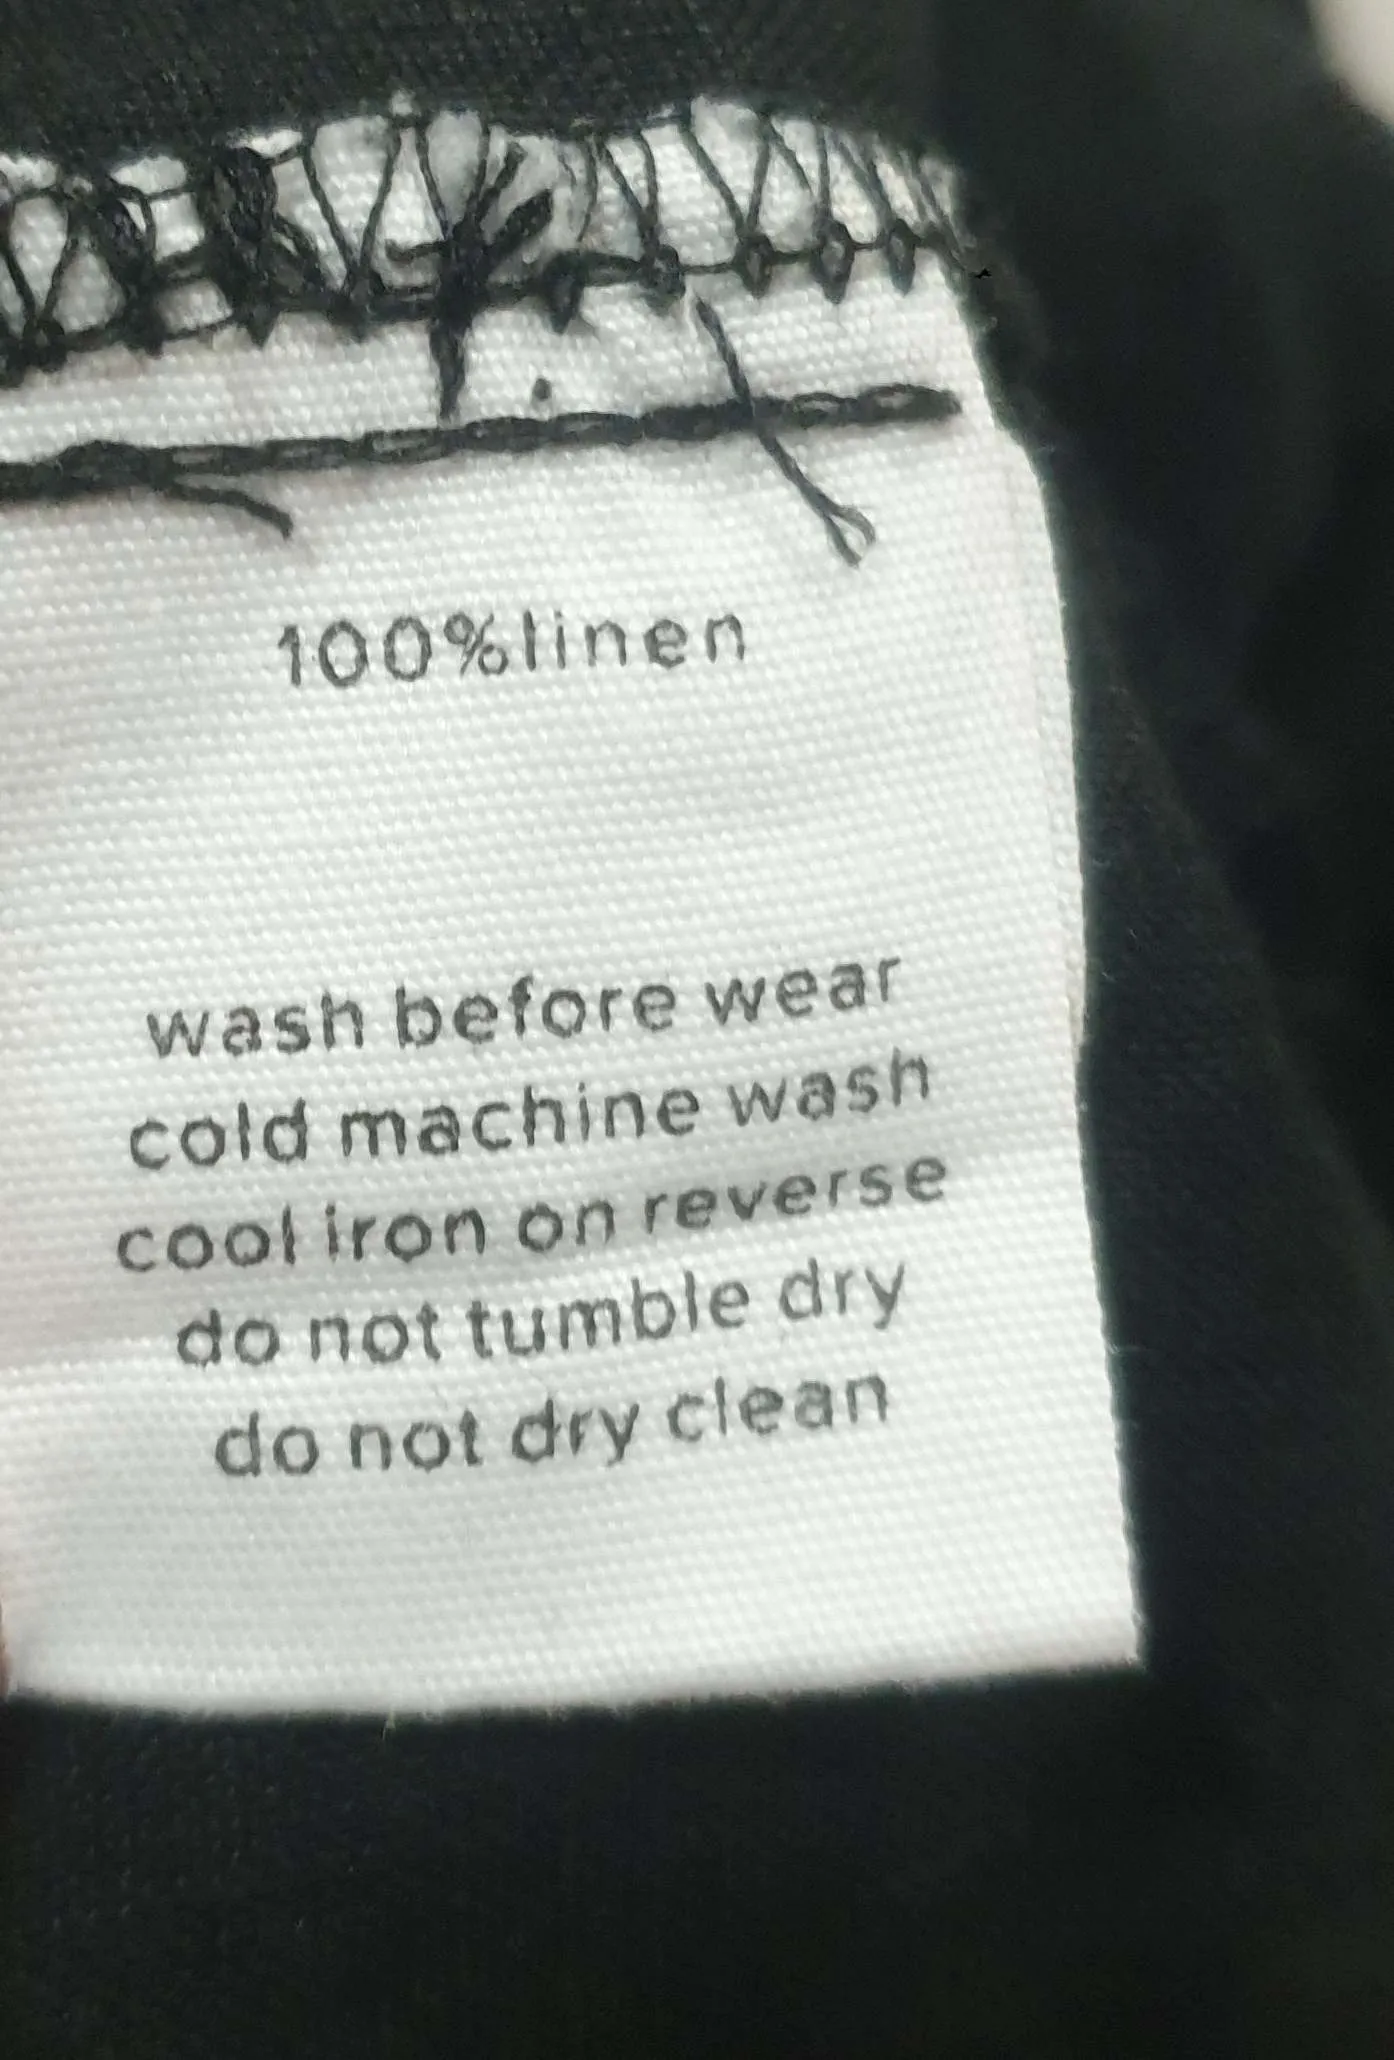 100%linen
wash before wear
cold machine wash
cool iron on reverse
do not tumble dry
do not dry clean